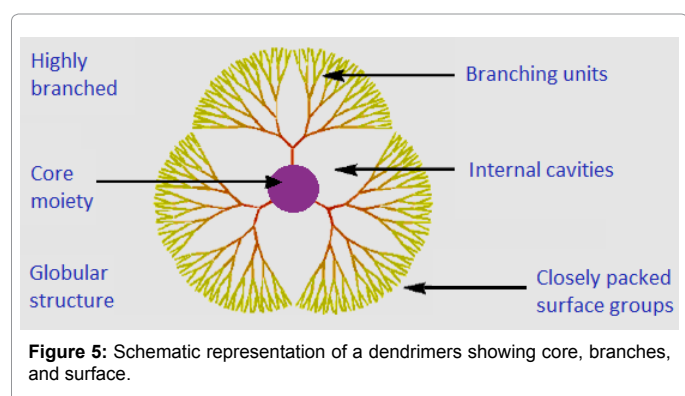 Highly
branched
Branching units
Core
moiety
Internal cavities
Globular
structure
Closely packed
surface groups
Figure 5: Schematic representation of a dendrimers showing core, branches,
and surface.